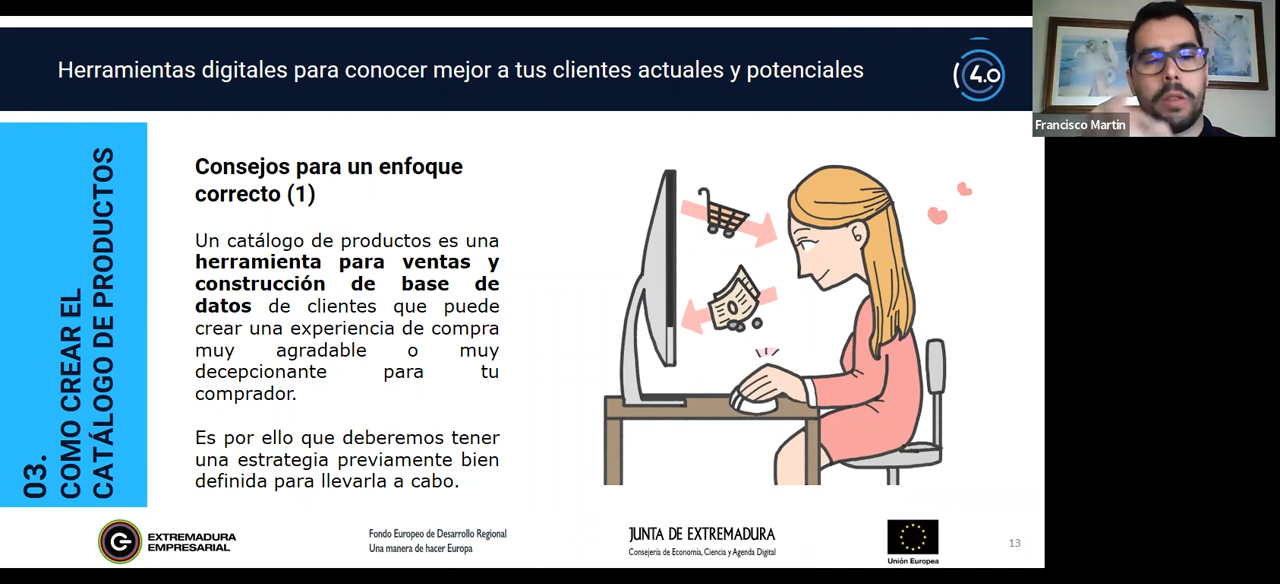 Herramientas digitales para conocer mejor a tus clientes actuales y potenciales
4.0
Francisco Martin
03.
COMO CREAR EL
CATÁLOGO DE PRODUCTOS
Consejos para un enfoque
correcto (1)
Un catálogo de productos es una
herramienta para ventas y
construcción de base de
datos de clientes que puede
crear una experiencia de compra
muy agradable o muy
decepcionante para tu
comprador.
Es por ello que deberemos tener
una estrategia previamente bien
definida para llevarla a cabo.
EXTREMADURA
EMPRESARIAL
Fondo Europeo de Desarrollo Regional
Una manera de hacer Europa
JUNTA DE EXTREMADURA
Consejería de Economía, Ciencia y Agenda Digital
Unión Europea
13